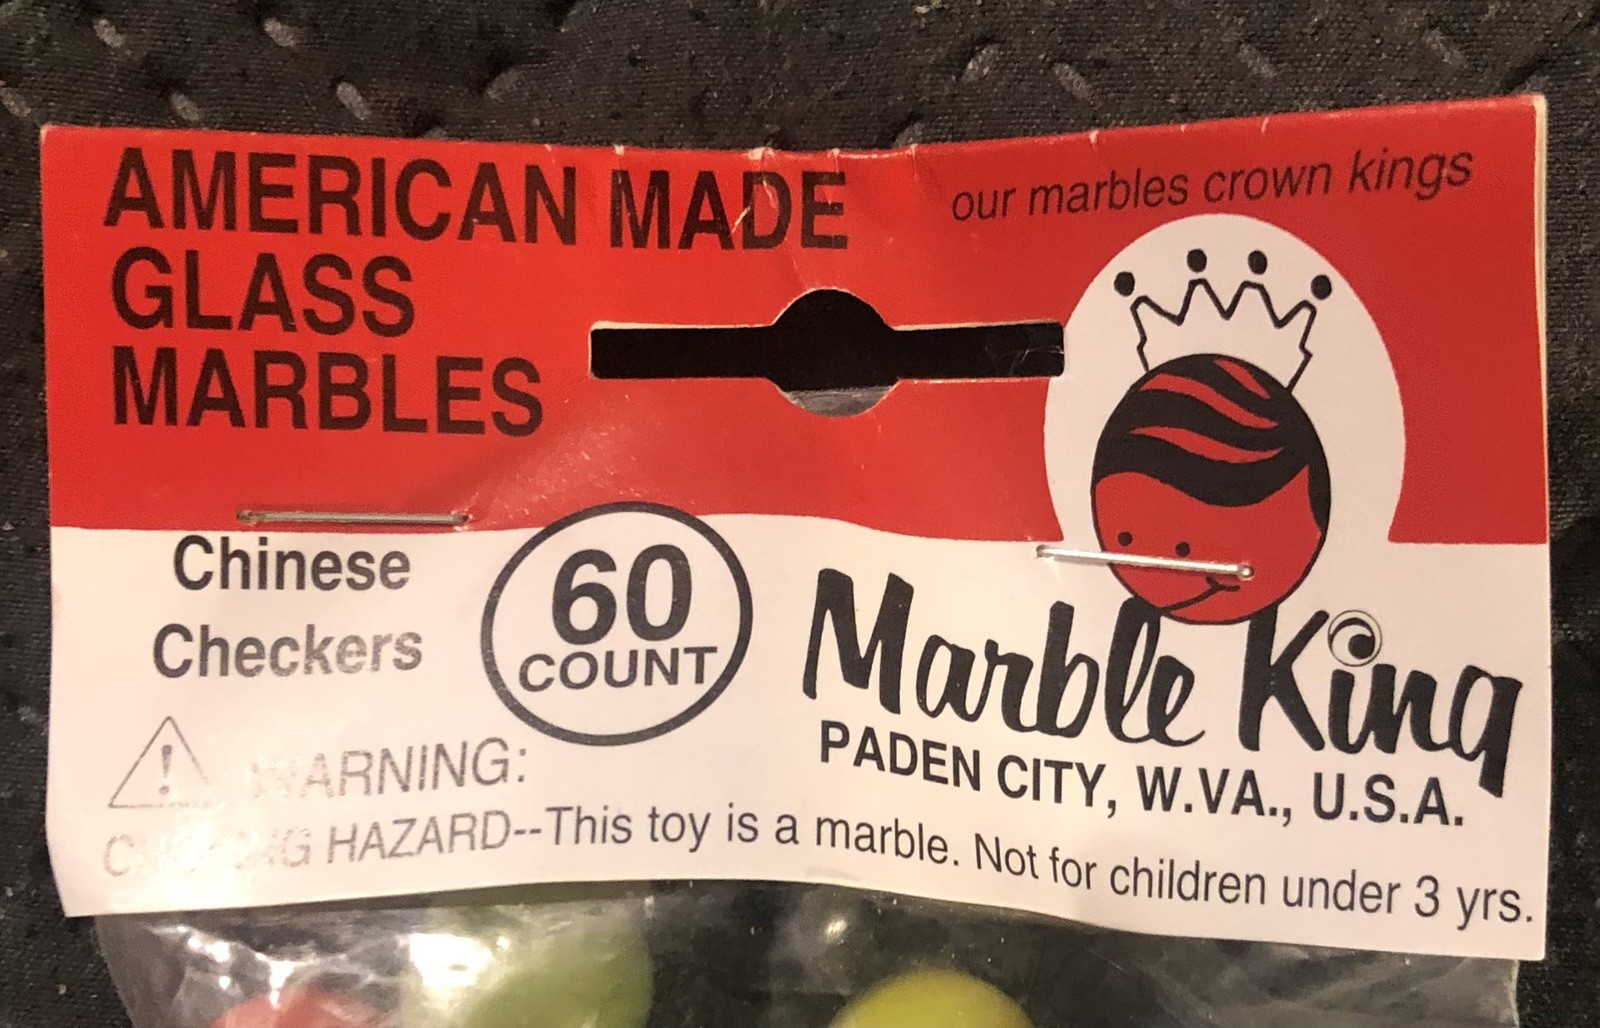 AMERICAN MADE
GLASS
MARBLES
our marbles crown kings
Chinese
Checkers
60
COUNT
Marble King
PADEN CITY, W.VA., U.S.A.
WARNING:
CHOKING HAZARD--This toy is a marble. Not for children under 3 yrs.